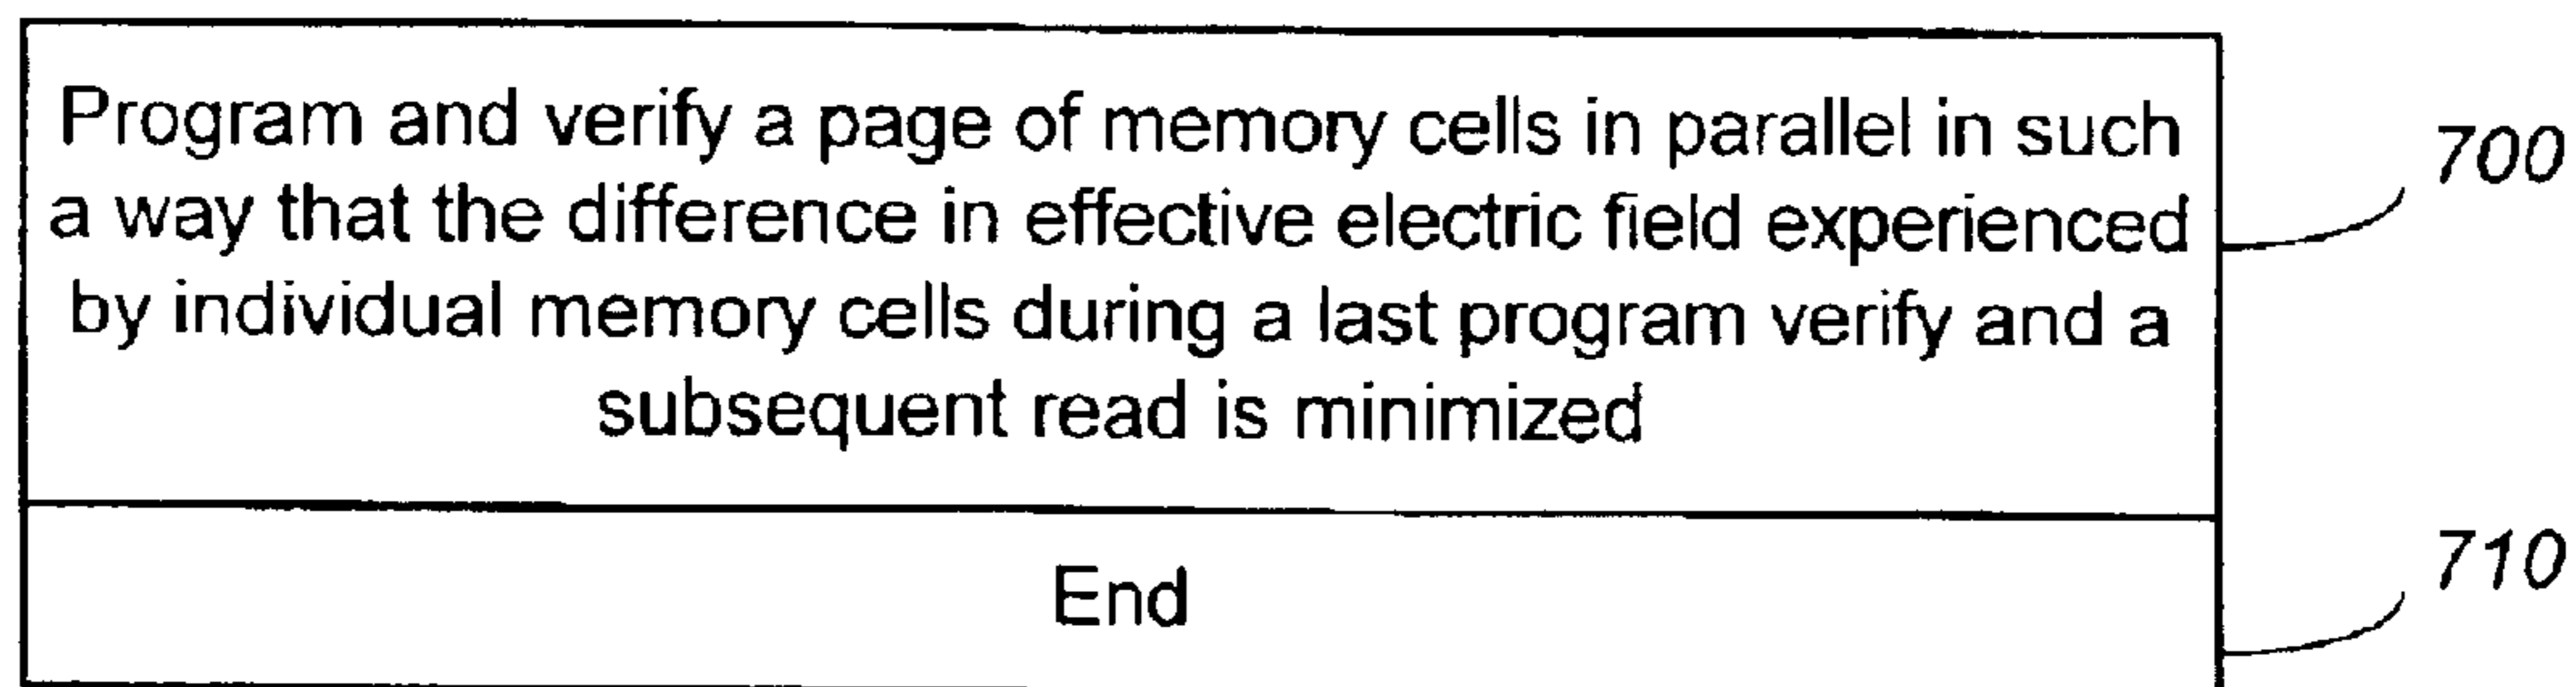 Program and verify a page of memory cells in parallel in such
a way that the difference in effective electric field experienced
by individual memory cells during a last program verify and a
subsequent read is minimized
700
End
710